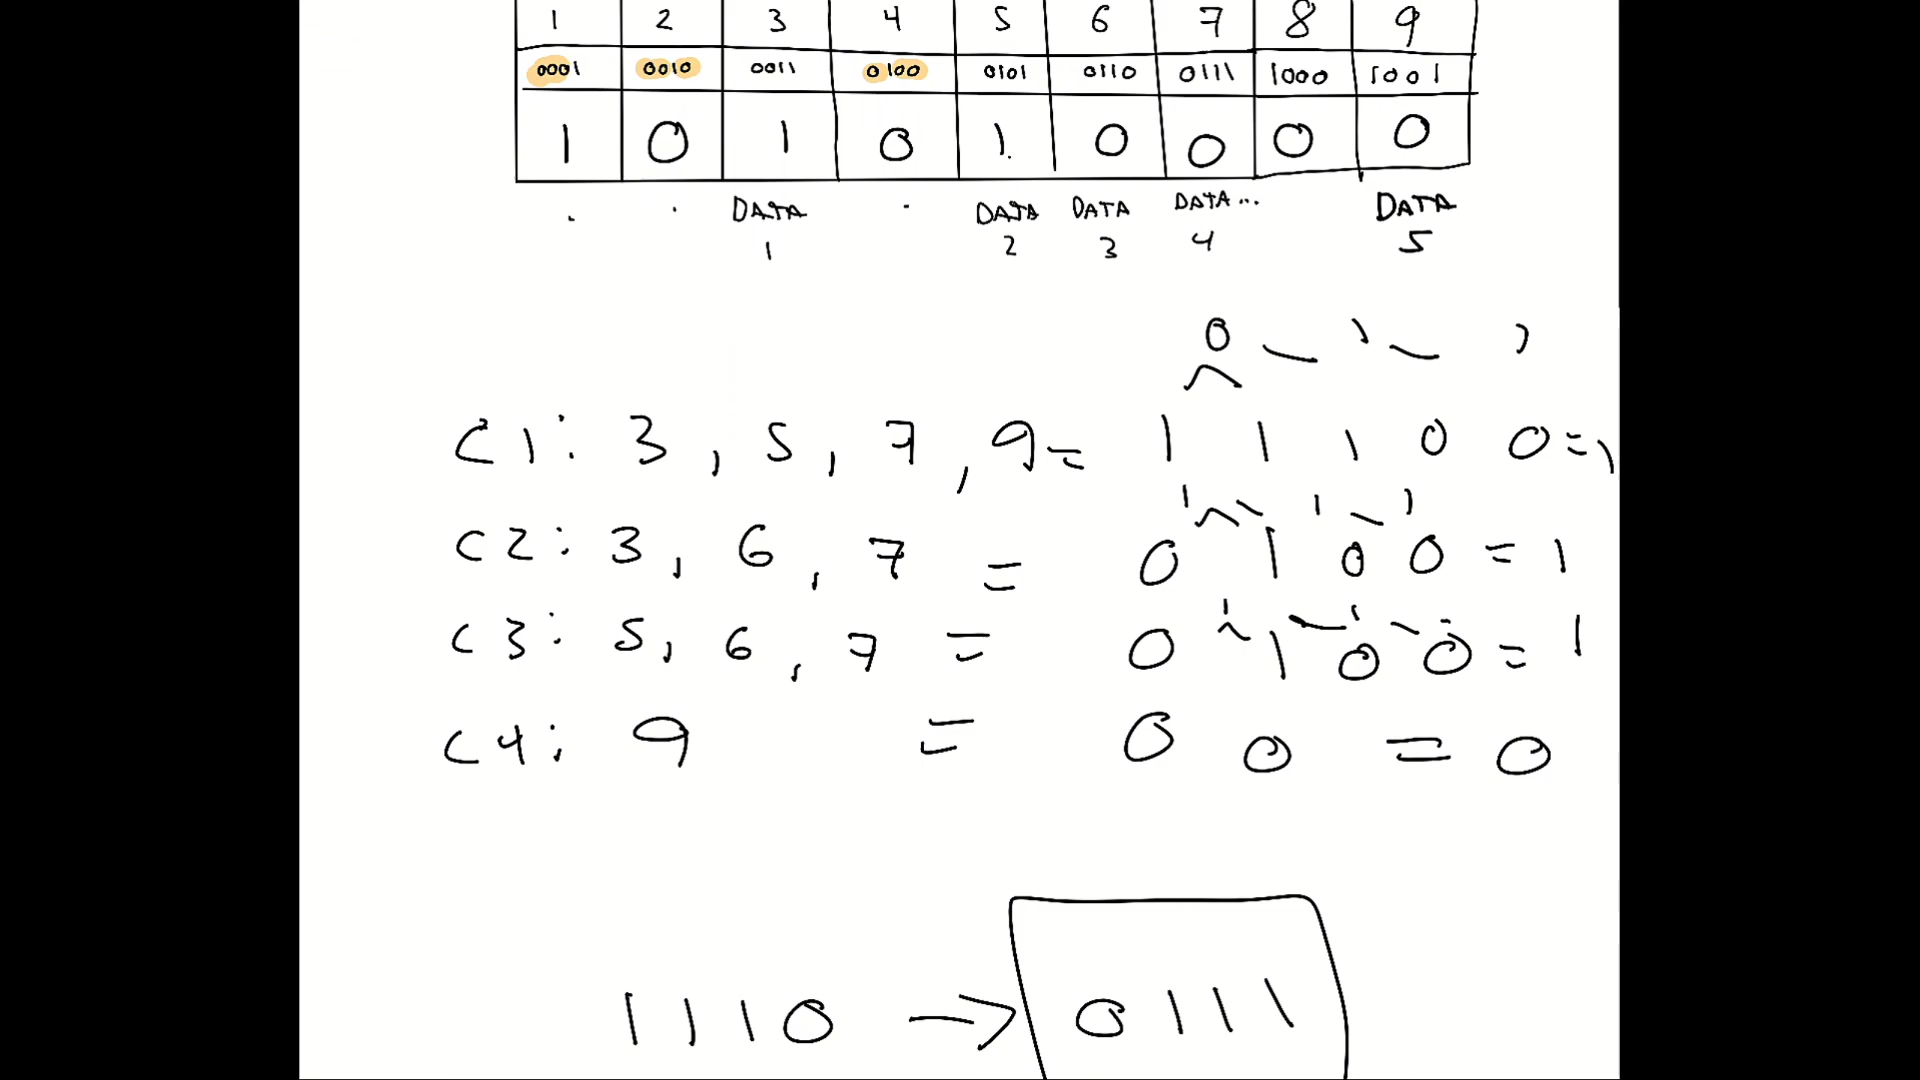 1 2 3 4 5 6 7 8 9
0001 0010 0011 0100 0101 0110 0111 1000 1001
1 0 1 0 1 0 0 0 0
DATA 1 DATA 2 DATA 3 DATA... 4 DATA 5
0 1 1
C1: 3, 5, 7, 9 = 1 1 1 0 0 = 1
1 1 1
C2: 3, 6, 7 = 0 1 0 0 = 1
1 1
C3: 5, 6, 7 = 0 1 0 0 = 1
C4: 9 = 0 0 = 0
1110 → 0111